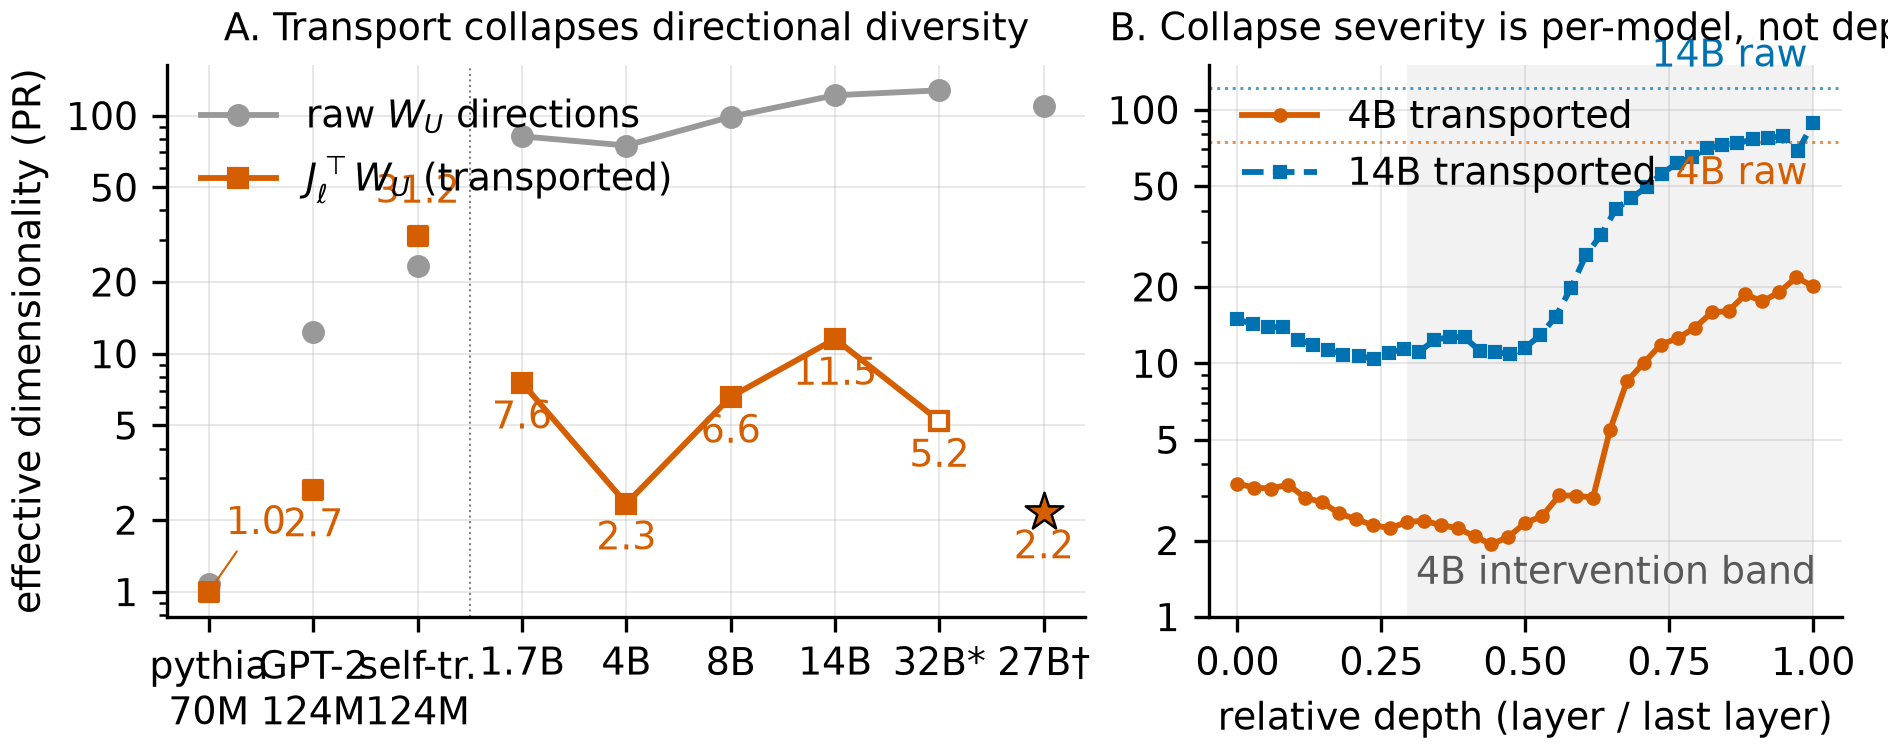 A. Transport collapses directional diversity
effective dimensionality (PR)
100
50
20
10
5
2
1
raw W_U directions
J_ℓ^⊤ W_U (transported)
1.0
2.7
31.2
7.6
2.3
6.6
11.5
5.2
2.2
pythia
70M
GPT-2
124M
self-tr.
124M
1.7B
4B
8B
14B
32B*
27B†
B. Collapse severity is per-model, not dep
14B raw
4B raw
4B transported
14B transported
4B intervention band
100
50
20
10
5
2
1
0.00
0.25
0.50
0.75
1.00
relative depth (layer / last layer)